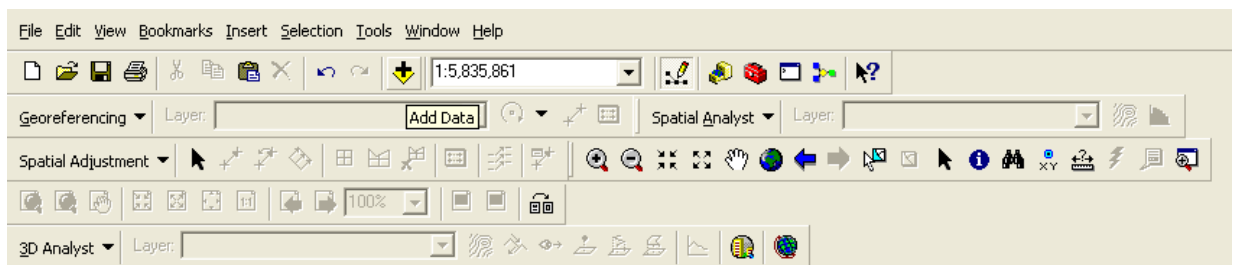 File Edit View Bookmarks Insert Selection Tools Window Help
1:5,835,861
Georeferencing Layer: Add Data Spatial Analyst Layer:
Spatial Adjustment
100%
3D Analyst Layer: